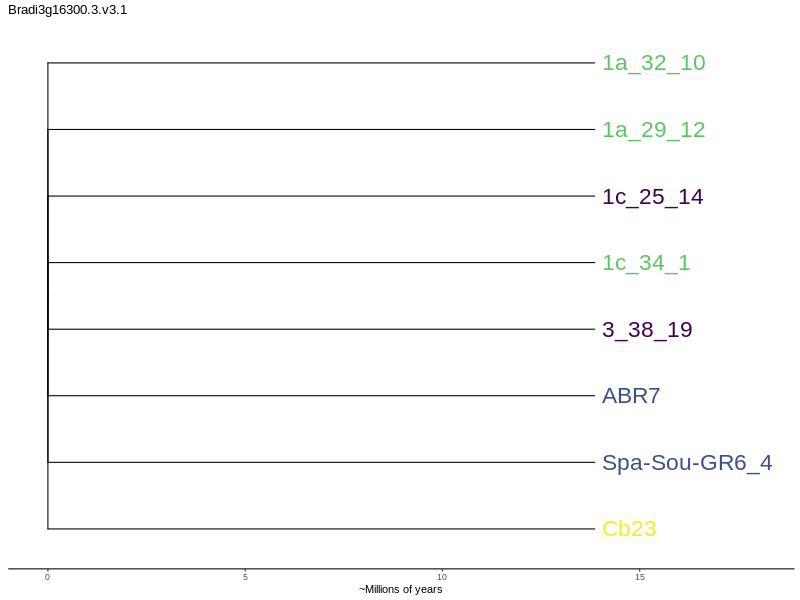 Bradi3g16300.3.v3.1
1a_32_10
1a_29_12
1c_25_14
1c_34_1
3_38_19
ABR7
Spa-Sou-GR6_4
Cb23
0 5 10 15
~Millions of years